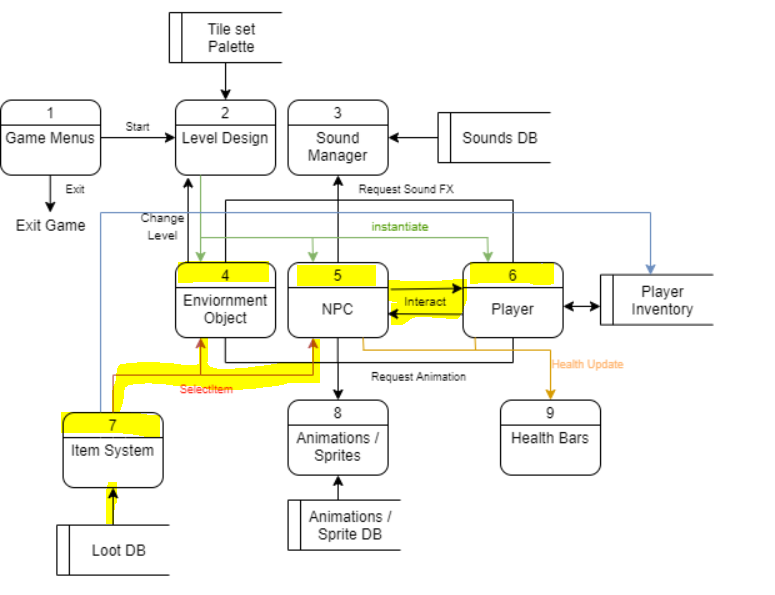 Tile set
Palette
1
Game Menus
Start
2
Level Design
3
Sound
Manager
Sounds DB
Exit
Exit Game
Request Sound FX
Change
Level
instantiate
4
Enviornment
Object
5
NPC
Interact
6
Player
Player
Inventory
SelectItem
Request Animation
Health Update
7
Item System
8
Animations /
Sprites
9
Health Bars
Loot DB
Animations /
Sprite DB